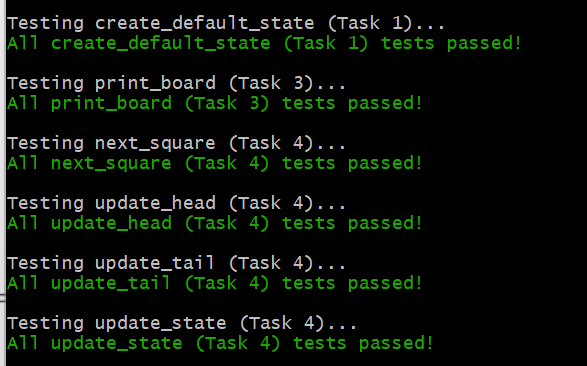 Testing create_default_state (Task 1)...
All create_default_state (Task 1) tests passed!
Testing print_board (Task 3)...
All print_board (Task 3) tests passed!
Testing next_square (Task 4)...
All next_square (Task 4) tests passed!
Testing update_head (Task 4)...
All update_head (Task 4) tests passed!
Testing update_tail (Task 4)...
All update_tail (Task 4) tests passed!
Testing update_state (Task 4)...
All update_state (Task 4) tests passed!